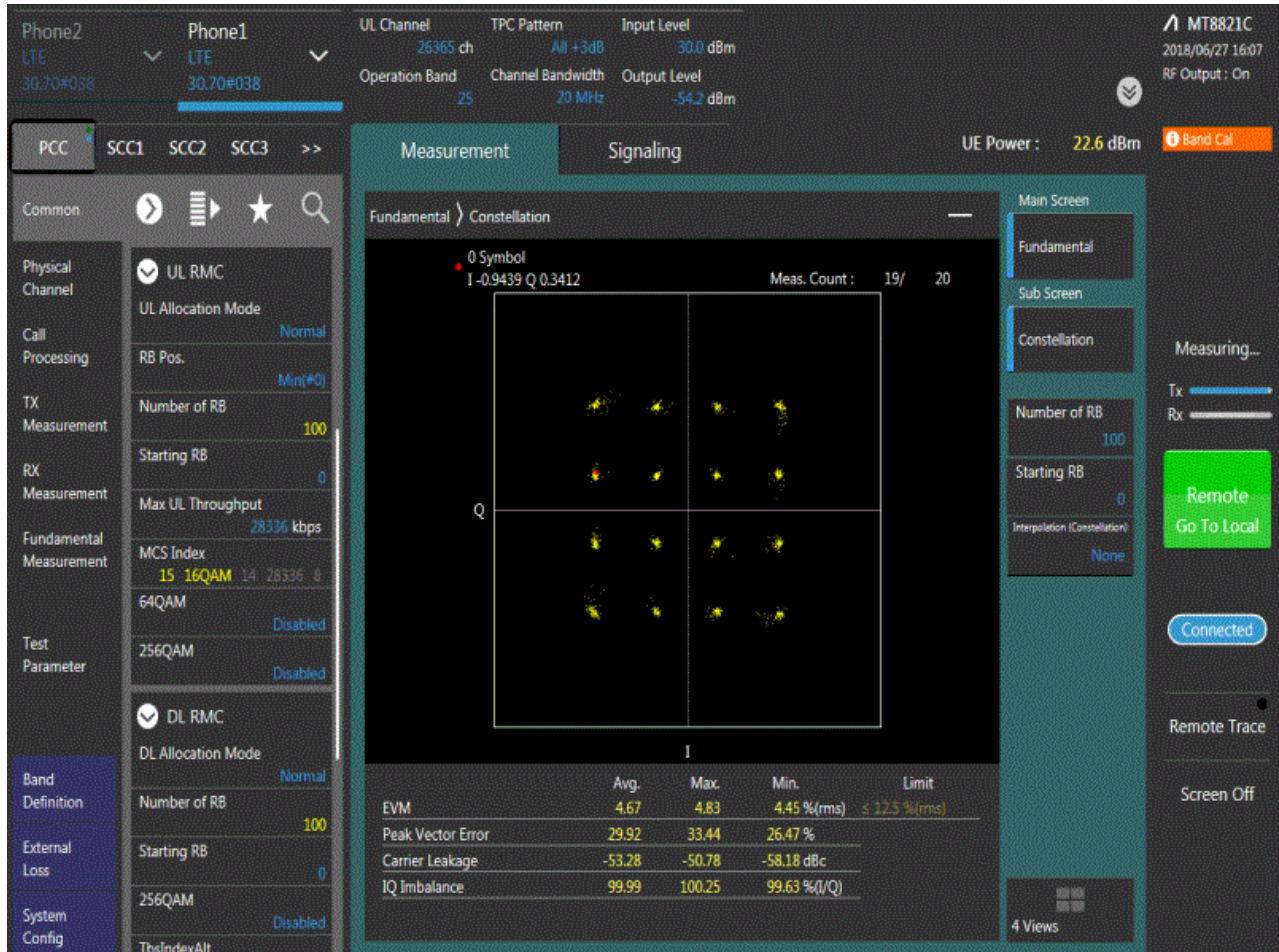 Phone2
LTE
30.70#038
Phone1
LTE
30.70#038
UL Channel
26365 ch
TPC Pattern
All +3dB
Input Level
30.0 dBm
Operation Band
25
Channel Bandwidth
20 MHz
Output Level
-54.2 dBm
MT8821C
2018/06/27 16:07
RF Output : On
PCC SCC1 SCC2 SCC3 >>
Measurement
Signaling
UE Power : 22.6 dBm
Band Cal
Common
Physical
Channel
Call
Processing
TX
Measurement
RX
Measurement
Fundamental
Measurement
Test
Parameter
Band
Definition
External
Loss
System
Config
UL RMC
UL Allocation Mode
Normal
RB Pos.
Min(#0)
Number of RB
100
Starting RB
0
Max UL Throughput
28336 kbps
MCS Index
15 16QAM 14 28336 8
64QAM
Disabled
256QAM
Disabled
DL RMC
DL Allocation Mode
Normal
Number of RB
100
Starting RB
0
256QAM
Disabled
TbsIndexAlt
Fundamental 〉 Constellation
0 Symbol
I -0.9439 Q 0.3412
Meas. Count : 19/ 20
Q
I
Avg. Max. Min. Limit
EVM 4.67 4.83 4.45 %(rms) ≤ 12.5 %(rms)
Peak Vector Error 29.92 33.44 26.47 %
Carrier Leakage -53.28 -50.78 -58.18 dBc
IQ Imbalance 99.99 100.25 99.63 %(I/Q)
Main Screen
Fundamental
Sub Screen
Constellation
Number of RB
100
Starting RB
0
Interpolation (Constellation)
None
4 Views
Measuring...
Tx
Rx
Remote
Go To Local
Connected
Remote Trace
Screen Off